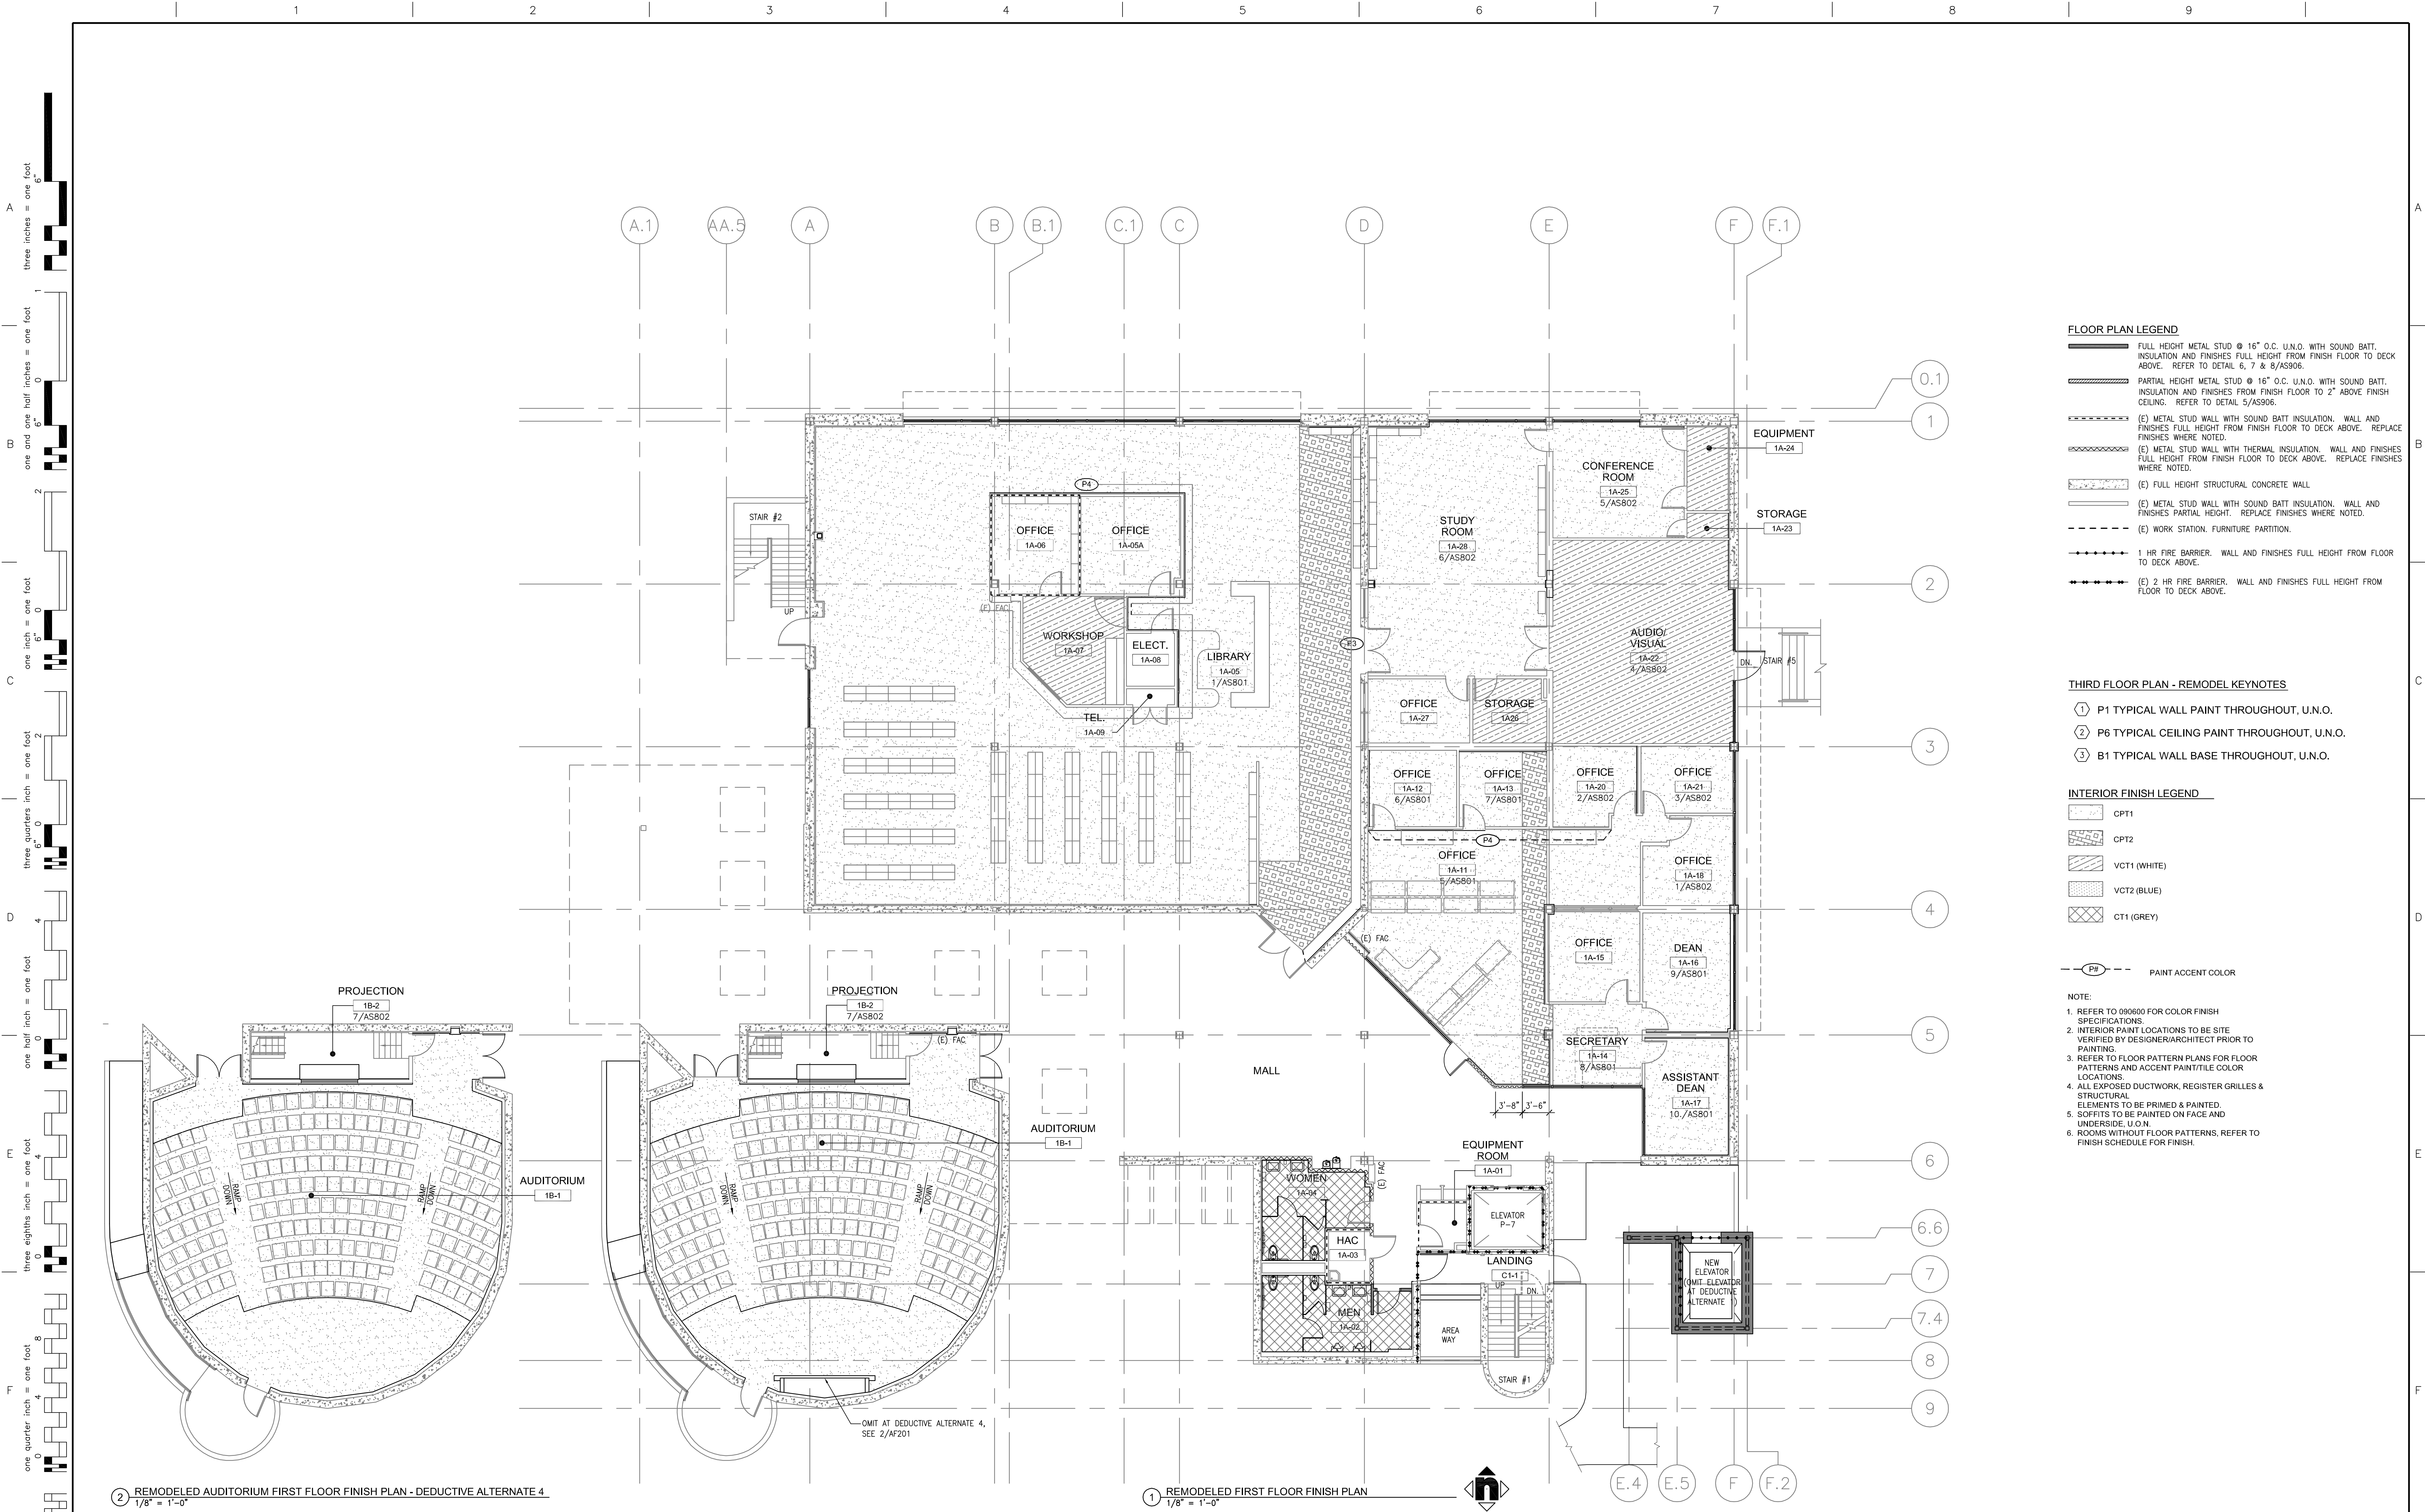 1 2 3 4 5 6 7 8 9
A
B
C
D
E
F
three inches = one foot
6"
one and one half inches = one foot
1
0
6"
one inch = one foot
2
0
6"
three quarters inch = one foot
2
0
6"
one half inch = one foot
4
0
three eighths inch = one foot
4
0
one quarter inch = one foot
8
4
0
A.1 AA.5 A B B.1 C.1 C D E F F.1
0.1
1
2
3
4
5
6
6.6
7
7.4
8
9
E.4 E.5 F F.2
STAIR #2
UP
P4
OFFICE
1A-06
OFFICE
1A-05A
(E) FAC
WORKSHOP
1A-07
ELECT.
1A-08
LIBRARY
1A-05
1/AS801
TEL.
1A-09
P3
STUDY
ROOM
1A-28
6/AS802
CONFERENCE
ROOM
1A-25
5/AS802
EQUIPMENT
1A-24
STORAGE
1A-23
AUDIO/
VISUAL
1A-22
4/AS802
DN.
STAIR #5
OFFICE
1A-27
STORAGE
1A26
OFFICE
1A-12
6/AS801
OFFICE
1A-13
7/AS801
OFFICE
1A-20
2/AS802
OFFICE
1A-21
3/AS802
P4
OFFICE
1A-11
5/AS801
OFFICE
1A-18
1/AS802
(E) FAC
OFFICE
1A-15
DEAN
1A-16
9/AS801
SECRETARY
1A-14
8/AS801
ASSISTANT
DEAN
1A-17
10./AS801
3'-8" 3'-6"
MALL
EQUIPMENT
ROOM
1A-01
WOMEN
1A-04
(E) FAC
ELEVATOR
P-7
HAC
1A-03
LANDING
C1-1
UP
DN.
MEN
1A-02
AREA
WAY
STAIR #1
NEW
ELEVATOR
(OMIT ELEVATOR
AT DEDUCTIVE
ALTERNATE 1)
PROJECTION
1B-2
7/AS802
RAMP
DOWN
RAMP
DOWN
AUDITORIUM
1B-1
PROJECTION
1B-2
7/AS802
(E) FAC
RAMP
DOWN
RAMP
DOWN
AUDITORIUM
1B-1
OMIT AT DEDUCTIVE ALTERNATE 4,
SEE 2/AF201
2 REMODELED AUDITORIUM FIRST FLOOR FINISH PLAN - DEDUCTIVE ALTERNATE 4
1/8" = 1'-0"
1 REMODELED FIRST FLOOR FINISH PLAN
1/8" = 1'-0"
n
FLOOR PLAN LEGEND
FULL HEIGHT METAL STUD @ 16" O.C. U.N.O. WITH SOUND BATT.
INSULATION AND FINISHES FULL HEIGHT FROM FINISH FLOOR TO DECK
ABOVE. REFER TO DETAIL 6, 7 & 8/AS906.
PARTIAL HEIGHT METAL STUD @ 16" O.C. U.N.O. WITH SOUND BATT.
INSULATION AND FINISHES FROM FINISH FLOOR TO 2" ABOVE FINISH
CEILING. REFER TO DETAIL 5/AS906.
(E) METAL STUD WALL WITH SOUND BATT INSULATION. WALL AND
FINISHES FULL HEIGHT FROM FINISH FLOOR TO DECK ABOVE. REPLACE
FINISHES WHERE NOTED.
(E) METAL STUD WALL WITH THERMAL INSULATION. WALL AND FINISHES
FULL HEIGHT FROM FINISH FLOOR TO DECK ABOVE. REPLACE FINISHES
WHERE NOTED.
(E) FULL HEIGHT STRUCTURAL CONCRETE WALL
(E) METAL STUD WALL WITH SOUND BATT INSULATION. WALL AND
FINISHES PARTIAL HEIGHT. REPLACE FINISHES WHERE NOTED.
(E) WORK STATION. FURNITURE PARTITION.
1 HR FIRE BARRIER. WALL AND FINISHES FULL HEIGHT FROM FLOOR
TO DECK ABOVE.
(E) 2 HR FIRE BARRIER. WALL AND FINISHES FULL HEIGHT FROM
FLOOR TO DECK ABOVE.
THIRD FLOOR PLAN - REMODEL KEYNOTES
1 P1 TYPICAL WALL PAINT THROUGHOUT, U.N.O.
2 P6 TYPICAL CEILING PAINT THROUGHOUT, U.N.O.
3 B1 TYPICAL WALL BASE THROUGHOUT, U.N.O.
INTERIOR FINISH LEGEND
CPT1
CPT2
VCT1 (WHITE)
VCT2 (BLUE)
CT1 (GREY)
P# PAINT ACCENT COLOR
NOTE:
1. REFER TO 090600 FOR COLOR FINISH
SPECIFICATIONS.
2. INTERIOR PAINT LOCATIONS TO BE SITE
VERIFIED BY DESIGNER/ARCHITECT PRIOR TO
PAINTING.
3. REFER TO FLOOR PATTERN PLANS FOR FLOOR
PATTERNS AND ACCENT PAINT/TILE COLOR
LOCATIONS.
4. ALL EXPOSED DUCTWORK, REGISTER GRILLES &
STRUCTURAL
ELEMENTS TO BE PRIMED & PAINTED.
5. SOFFITS TO BE PAINTED ON FACE AND
UNDERSIDE, U.O.N.
6. ROOMS WITHOUT FLOOR PATTERNS, REFER TO
FINISH SCHEDULE FOR FINISH.
A
B
C
D
E
F